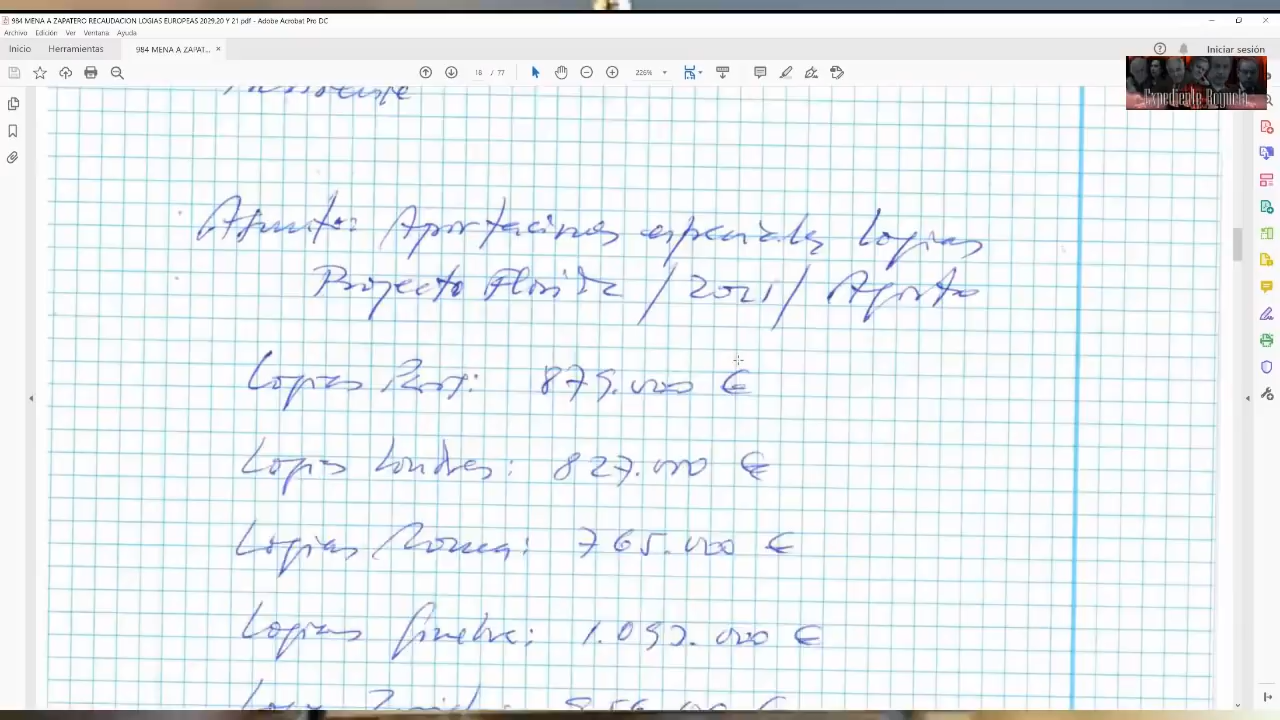 984 MENA A ZAPATERO RECAUDACION LOGIAS EUROPEAS 2029.20 Y 21 pdf - Adobe Acrobat Pro DC
Archivo Edición Ver Ventana Ayuda
Inicio Herramientas 984 MENA A ZAPAT... × Iniciar sesión
18 / 77 226%
Expediente Royuela
Asunto: Aportaciones especiales Logias
Proyecto Florida / 2021 / Agosto
Logias : 875.000 €
Logias Londres: 827.000 €
Logias Roma: 765.000 €
Logias Ginebra: 1.092.000 €
Zurich